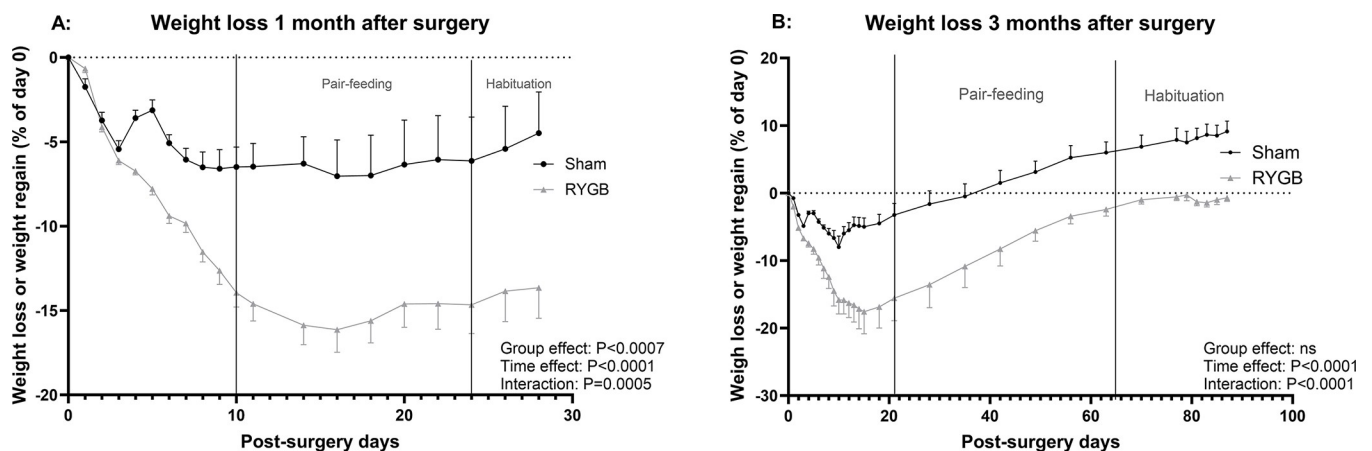 A:
Weight loss 1 month after surgery
Weight loss or weight regain (% of day 0)
0
-5
-10
-15
-20
Pair-feeding
Habituation
Sham
RYGB
Group effect: P<0.0007
Time effect: P<0.0001
Interaction: P=0.0005
0
10
20
30
Post-surgery days
B:
Weight loss 3 months after surgery
Weigh loss or weight regain (% of day 0)
20
10
0
-10
-20
-30
Pair-feeding
Habituation
Sham
RYGB
Group effect: ns
Time effect: P<0.0001
Interaction: P<0.0001
0
20
40
60
80
100
Post-surgery days